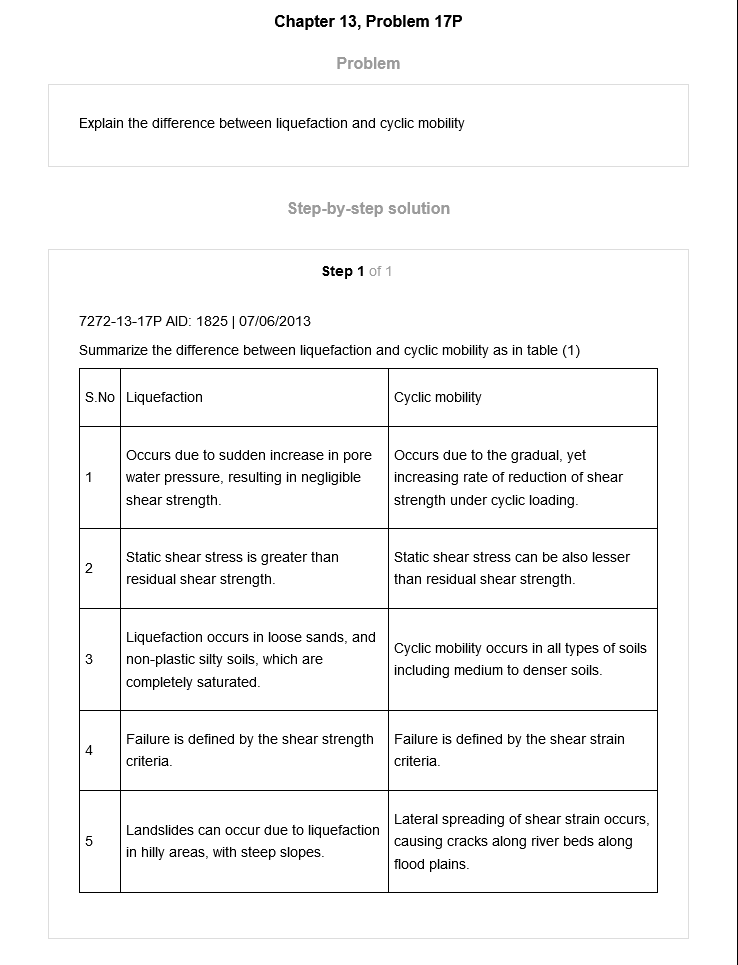 Chapter 13, Problem 17P
Problem
Explain the difference between liquefaction and cyclic mobility
Step-by-step solution
Step 1 of 1
7272-13-17P AID: 1825 | 07/06/2013
Summarize the difference between liquefaction and cyclic mobility as in table (1)
S.No
Liquefaction
Cyclic mobility
1
Occurs due to sudden increase in pore
water pressure, resulting in negligible
shear strength.
Occurs due to the gradual, yet
increasing rate of reduction of shear
strength under cyclic loading.
2
Static shear stress is greater than
residual shear strength.
Static shear stress can be also lesser
than residual shear strength.
3
Liquefaction occurs in loose sands, and
non-plastic silty soils, which are
completely saturated.
Cyclic mobility occurs in all types of soils
including medium to denser soils.
4
Failure is defined by the shear strength
criteria.
Failure is defined by the shear strain
criteria.
5
Landslides can occur due to liquefaction
in hilly areas, with steep slopes.
Lateral spreading of shear strain occurs,
causing cracks along river beds along
flood plains.